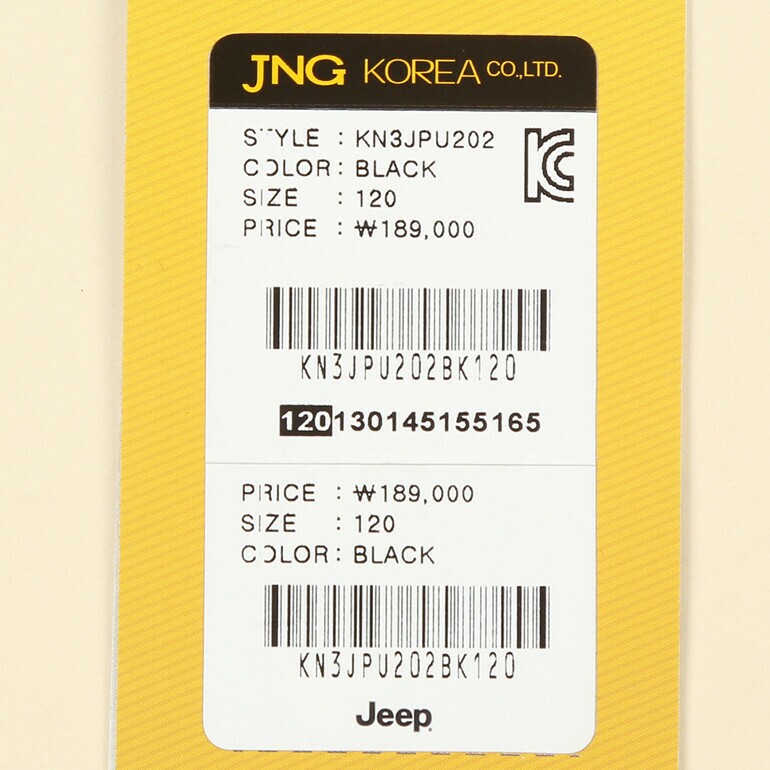 JNG KOREA CO.,LTD.
STYLE : KN3JPU202
COLOR : BLACK
SIZE : 120
PRICE : ₩189,000
KC
KN3JPU202BK120
120130145155165
PRICE : ₩189,000
SIZE : 120
COLOR : BLACK
KN3JPU202BK120
Jeep